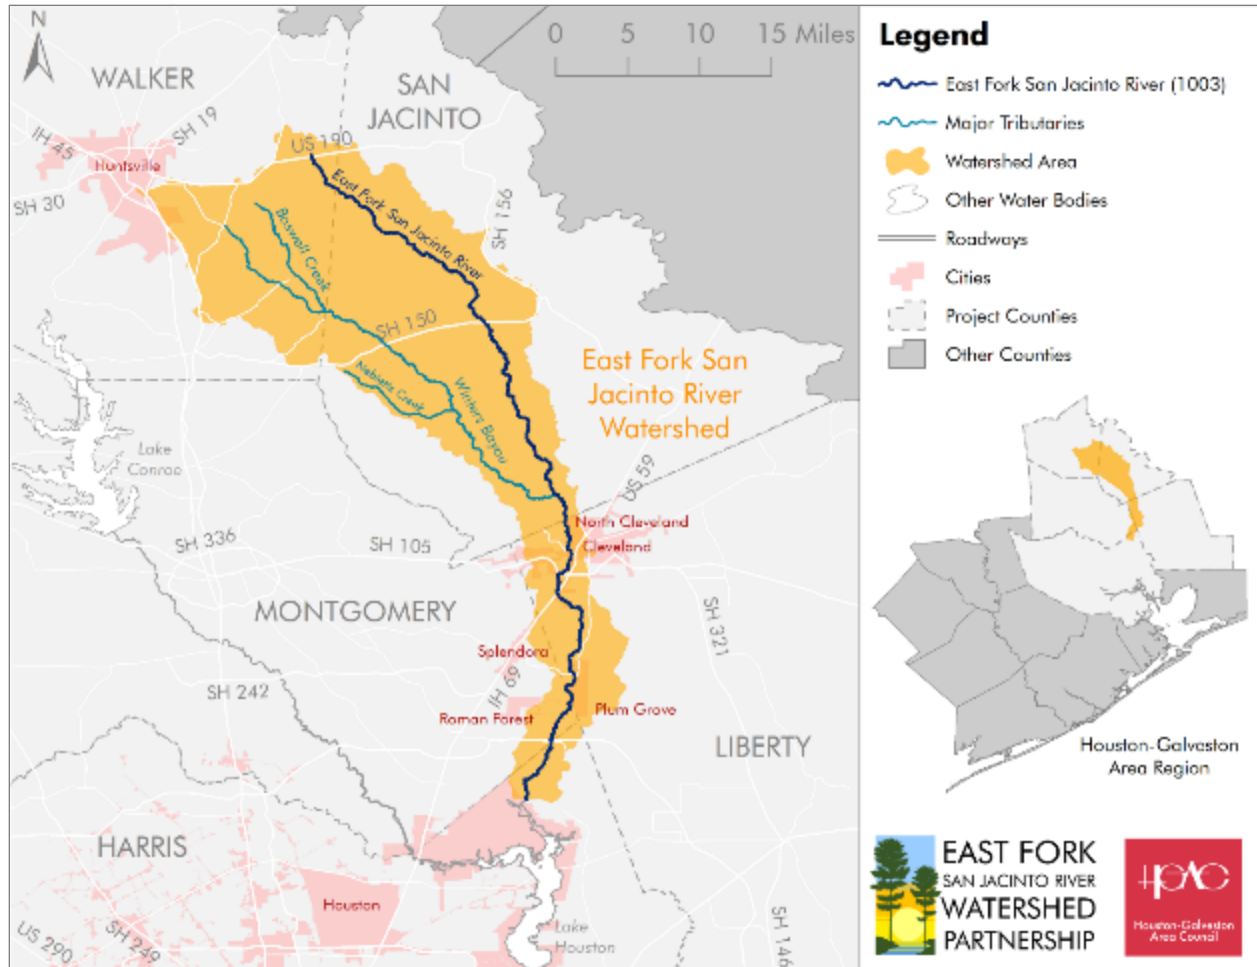 N
0 5 10 15 Miles
WALKER
SAN
JACINTO
IH 45
SH 19
US 190
Huntsville
SH 30
East Fork San Jacinto River
SH 156
Boswell Creek
SH 150
Nebletts Creek
Winters Bayou
East Fork San
Jacinto River
Watershed
Lake
Conroe
US 59
North Cleveland
Cleveland
SH 336
SH 105
MONTGOMERY
SH 321
Splendora
IH 69
SH 242
Roman Forest
Plum Grove
LIBERTY
HARRIS
Houston
Lake
Houston
US 290
SH 249
SH 146
Legend
East Fork San Jacinto River (1003)
Major Tributaries
Watershed Area
Other Water Bodies
Roadways
Cities
Project Counties
Other Counties
Houston-Galveston
Area Region
EAST FORK
SAN JACINTO RIVER
WATERSHED
PARTNERSHIP
Houston-Galveston
Area Council